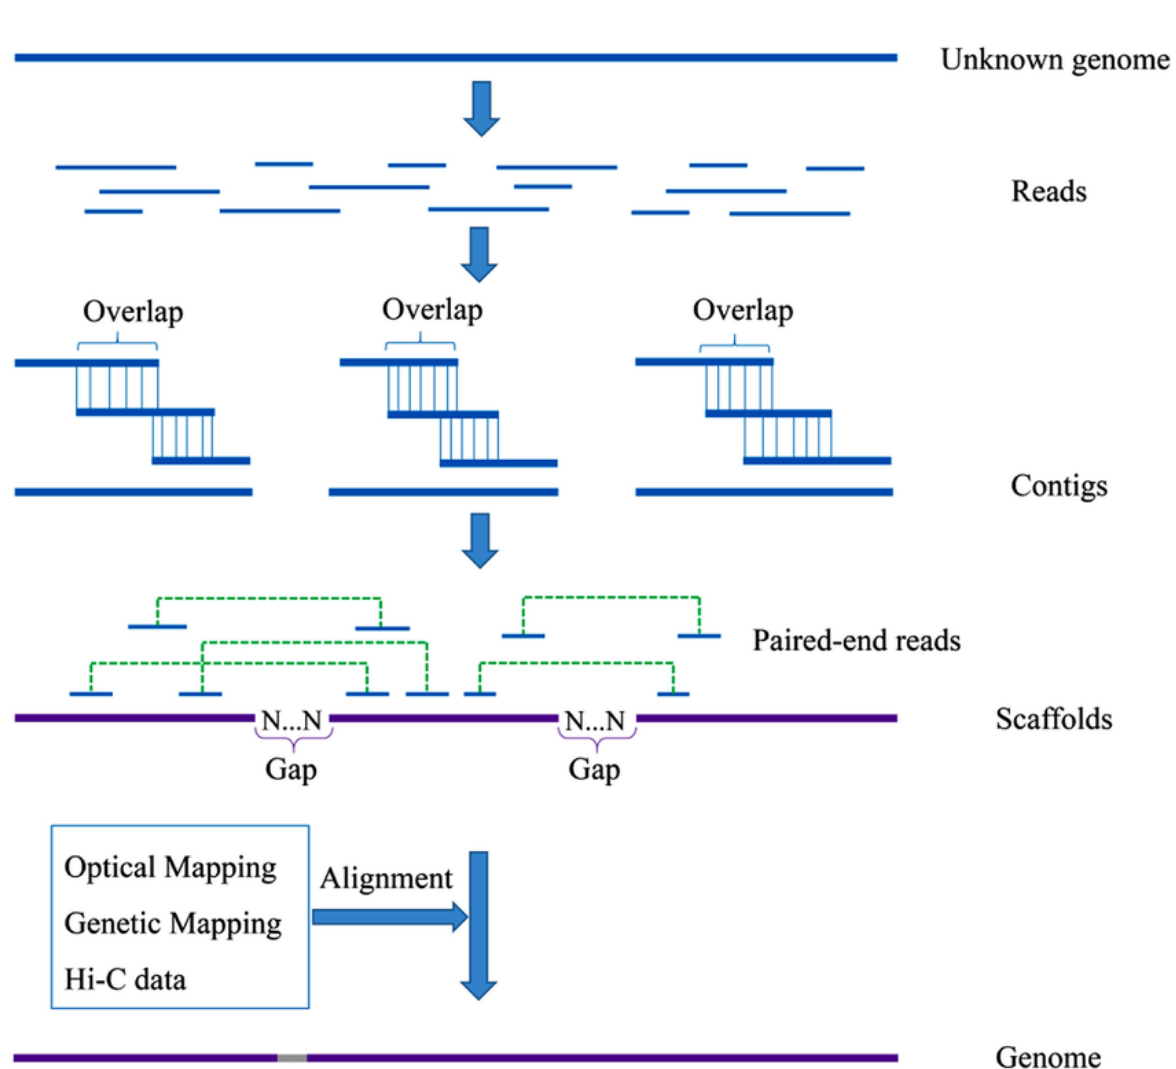 Unknown genome
Reads
Overlap
Overlap
Overlap
Contigs
Paired-end reads
N...N
N...N
Scaffolds
Gap
Gap
Optical Mapping
Genetic Mapping
Hi-C data
Alignment
Genome